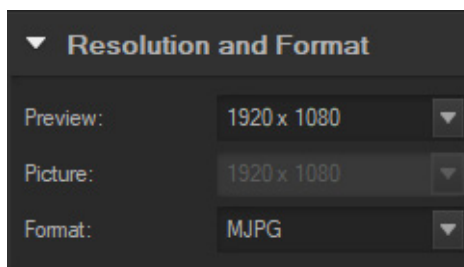 Resolution and Format
Preview: 1920 x 1080
Picture: 1920 x 1080
Format: MJPG